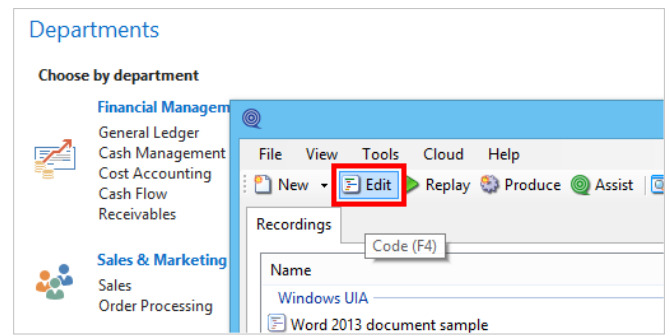 Departments
Choose by department
Financial Managem
General Ledger
Cash Management
Cost Accounting
Cash Flow
Receivables
Sales & Marketing
Sales
Order Processing
File View Tools Cloud Help
New Edit Replay Produce Assist
Recordings
Code (F4)
Name
Windows UIA
Word 2013 document sample